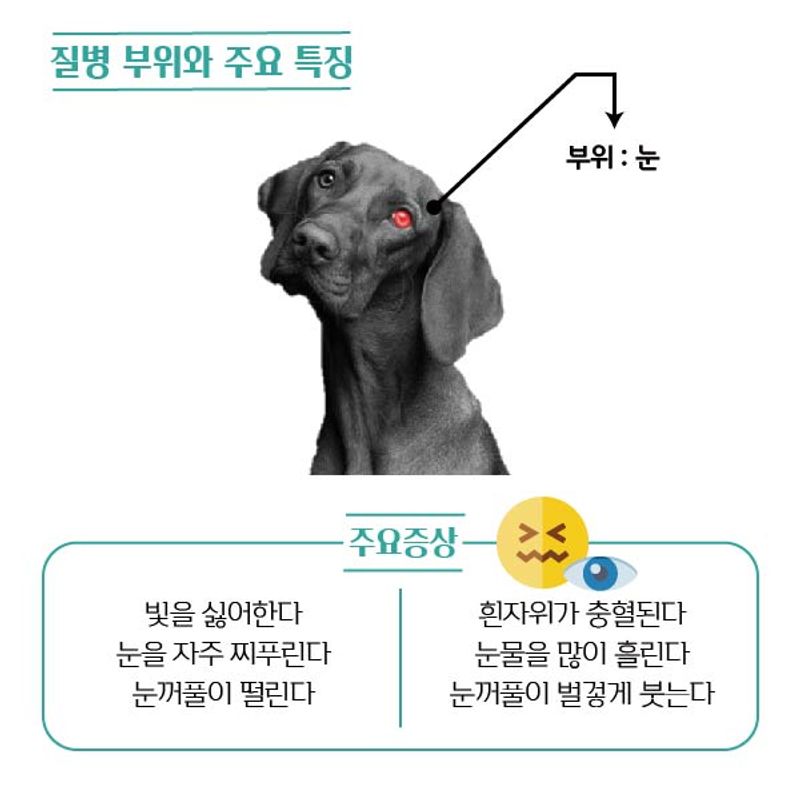 질병 부위와 주요 특징
부위 : 눈
주요증상
빛을 싫어한다
눈을 자주 찌푸린다
눈꺼풀이 떨린다
흰자위가 충혈된다
눈물을 많이 흘린다
눈꺼풀이 벌겋게 붓는다